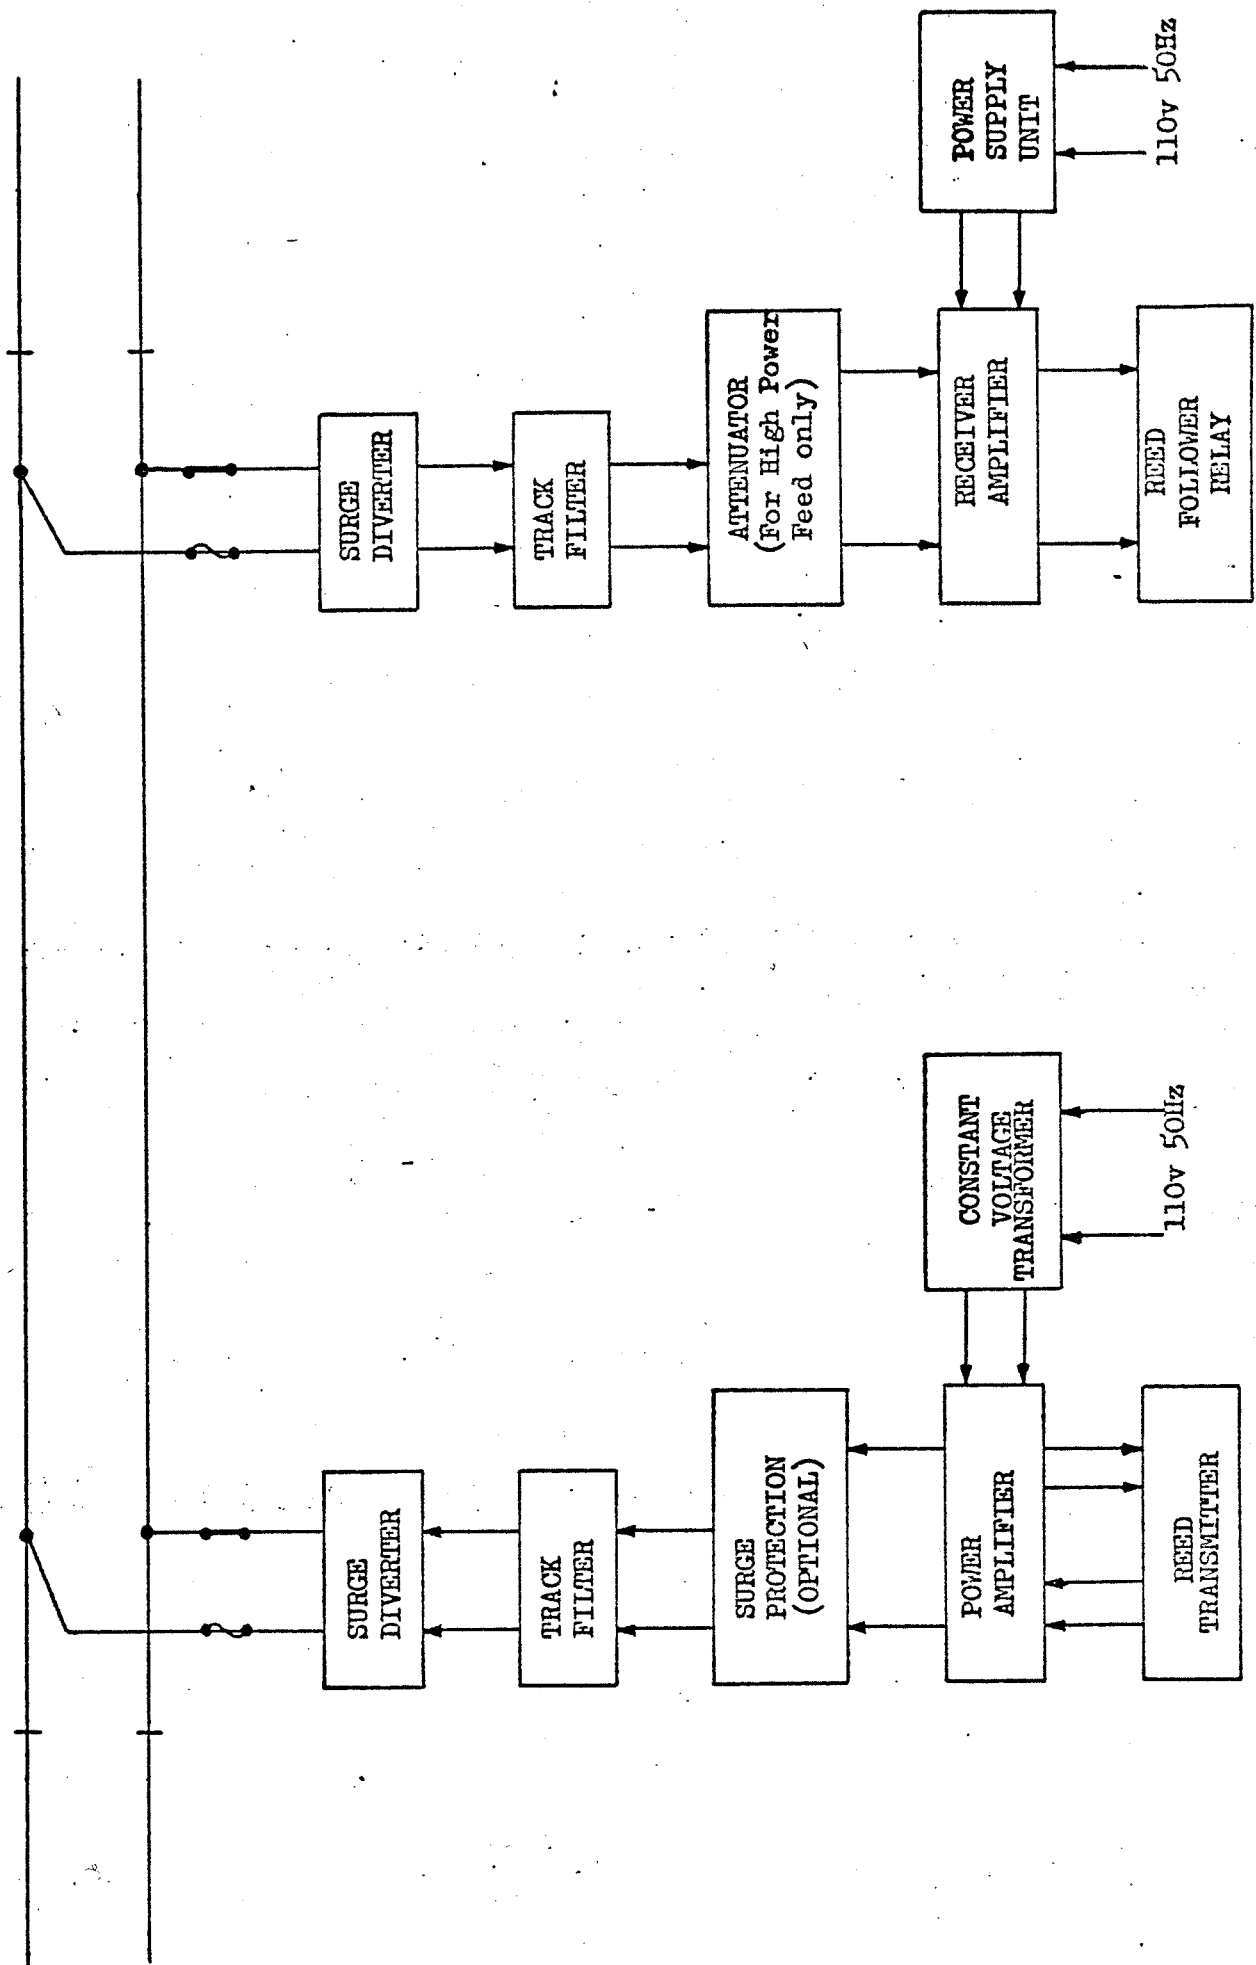 SURGE
DIVERTER
TRACK
FILTER
SURGE
PROTECTION
(OPTIONAL)
POWER
AMPLIFIER
REED
TRANSMITTER
CONSTANT
VOLTAGE
TRANSFORMER
110v 50Hz
SURGE
DIVERTER
TRACK
FILTER
ATTENUATOR
(For High Power
Feed only)
RECEIVER
AMPLIFIER
REED
FOLLOWER
RELAY
POWER
SUPPLY
UNIT
110v 50Hz